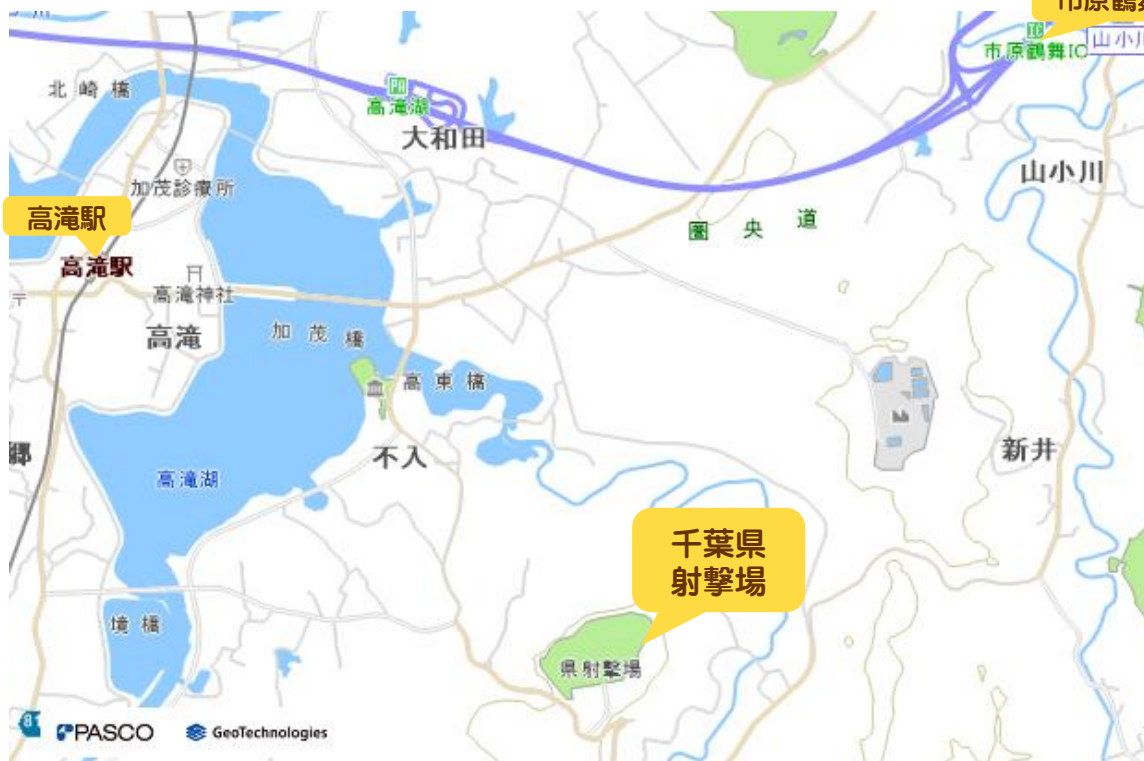 市原鶴舞IC
山小川
北崎橋
PA
高滝湖
大和田
加茂診療所
山小川
高滝駅
圏央道
高滝駅
高滝神社
高滝
加茂橋
高東橋
不入
新井
郷
高滝湖
千葉県
射撃場
境橋
県射撃場
81
PASCO
GeoTechnologies
IC